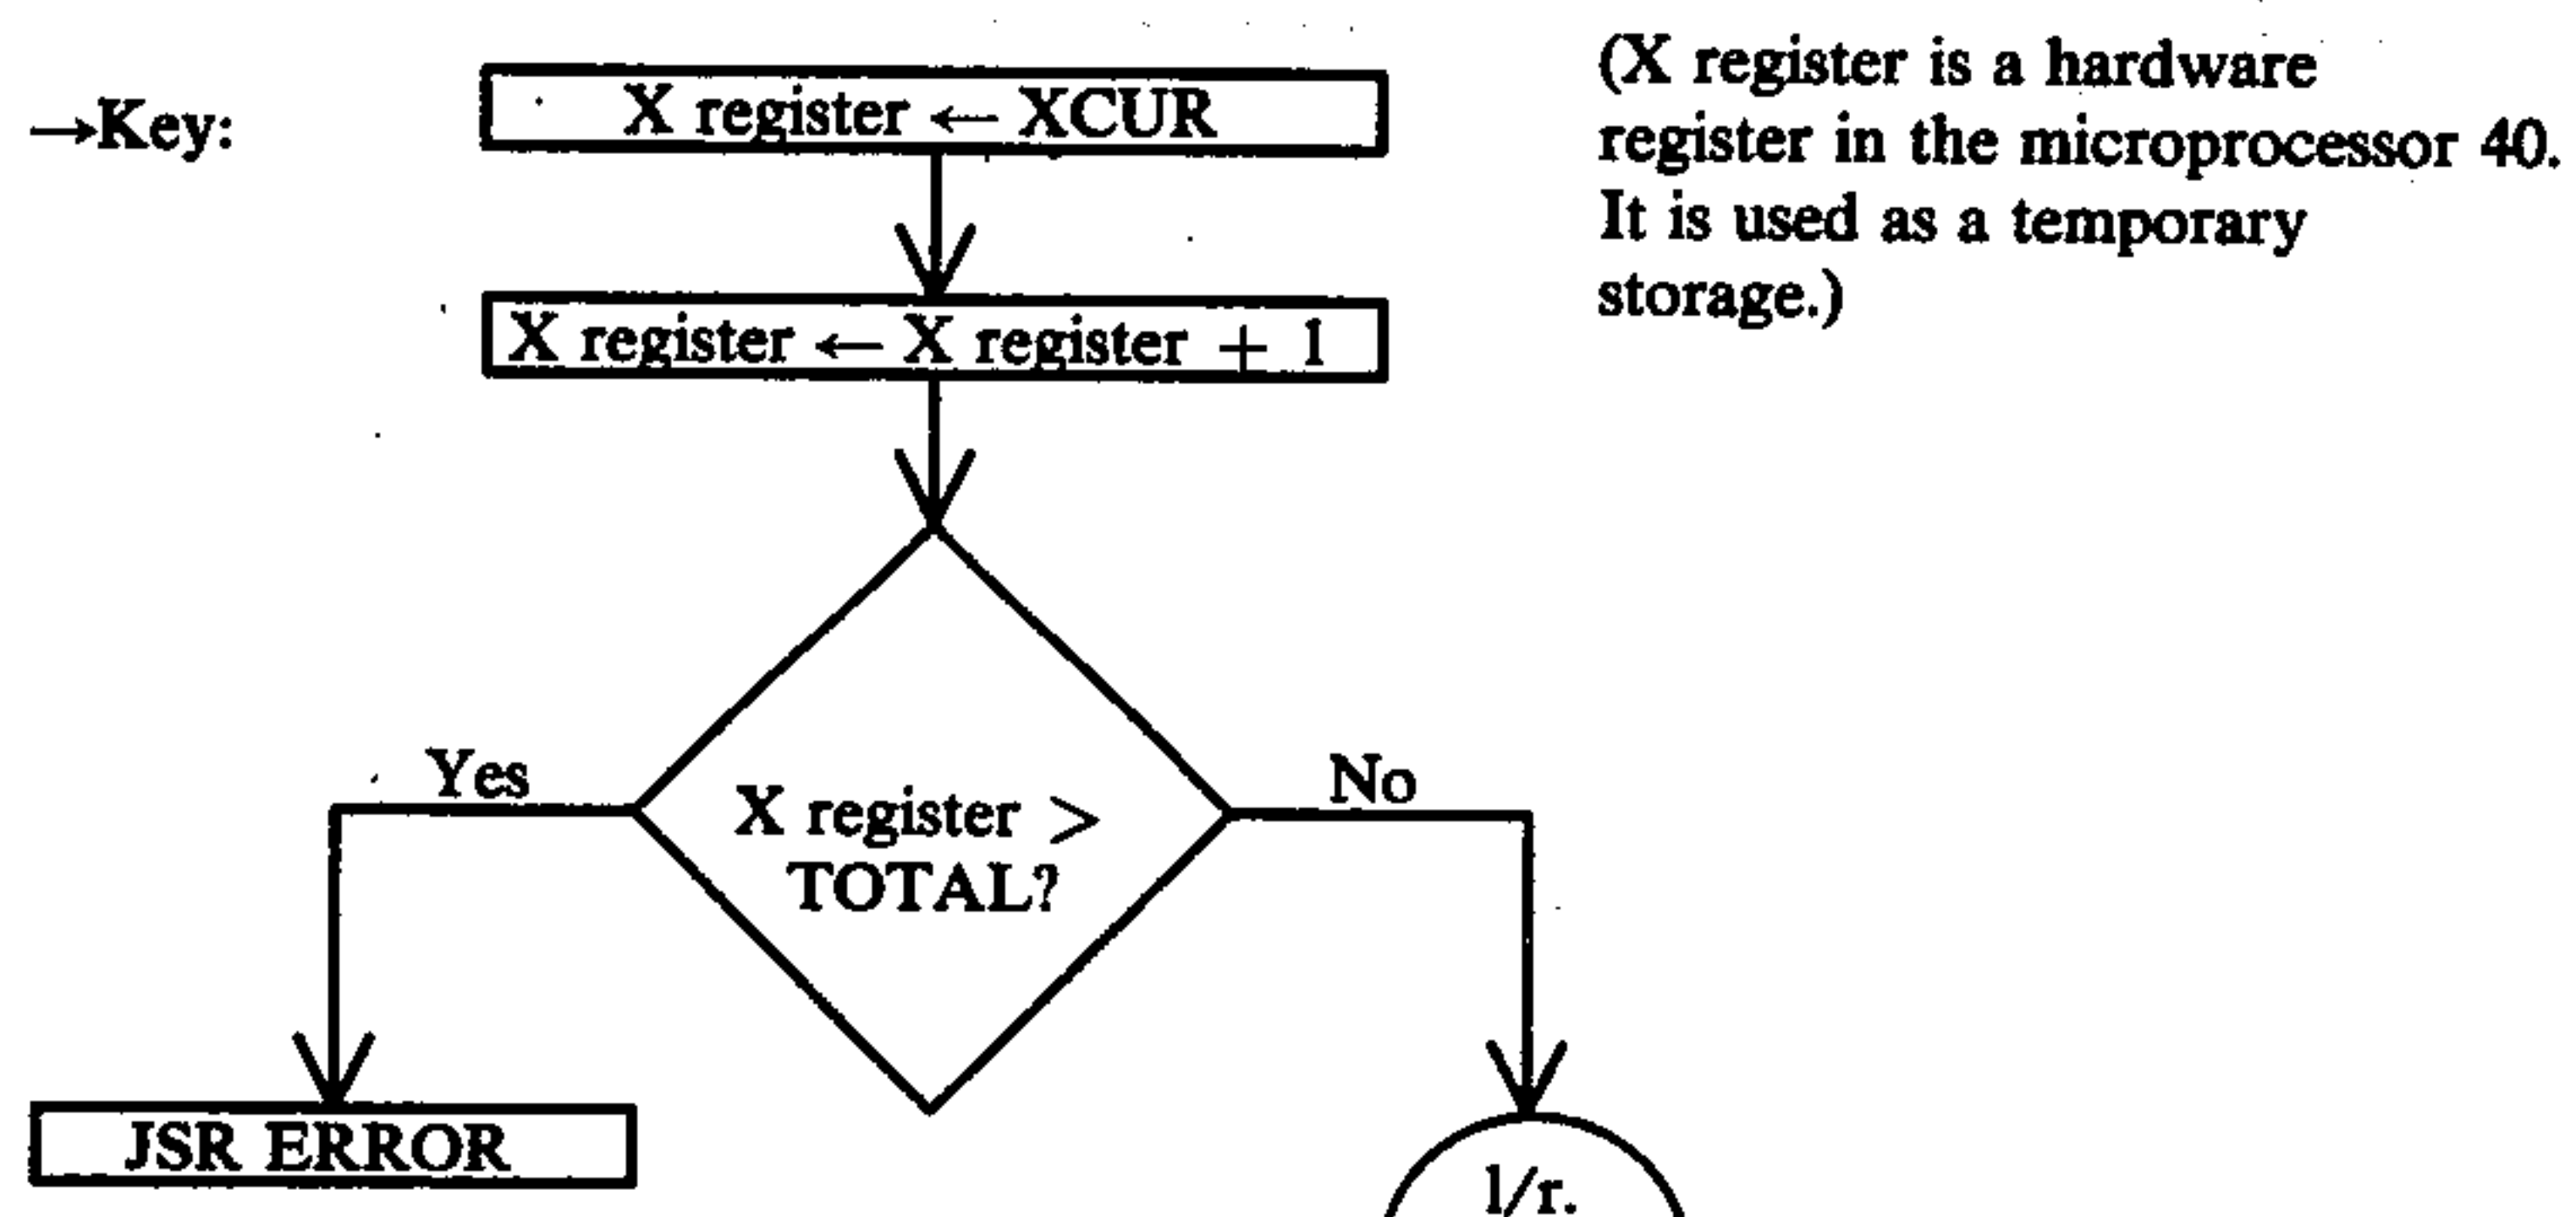 →Key:
X register ← XCUR
(X register is a hardware
register in the microprocessor 40.
It is used as a temporary
storage.)
X register ← X register + 1
X register >
TOTAL?
Yes
No
JSR ERROR
l/r.